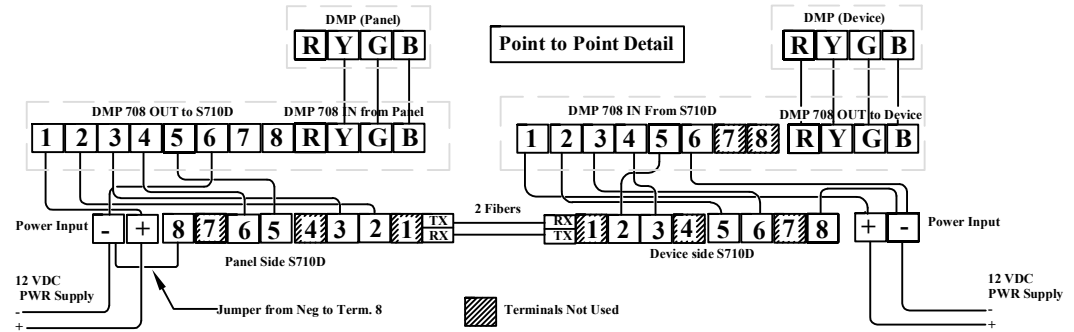 DMP (Panel)
R Y G B
Point to Point Detail
DMP (Device)
R Y G B
DMP 708 OUT to S710D
DMP 708 IN from Panel
1 2 3 4 5 6 7 8 R Y G B
DMP 708 IN From S710D
DMP 708 OUT to Device
1 2 3 4 5 6 7 8 R Y G B
Power Input
- + 8 7 6 5 4 3 2 1
TX
RX
2 Fibers
RX
TX
1 2 3 4 5 6 7 8 + -
Power Input
Panel Side S710D
Device side S710D
12 VDC
PWR Supply
-
+
Jumper from Neg to Term. 8
Terminals Not Used
12 VDC
PWR Supply
-
+